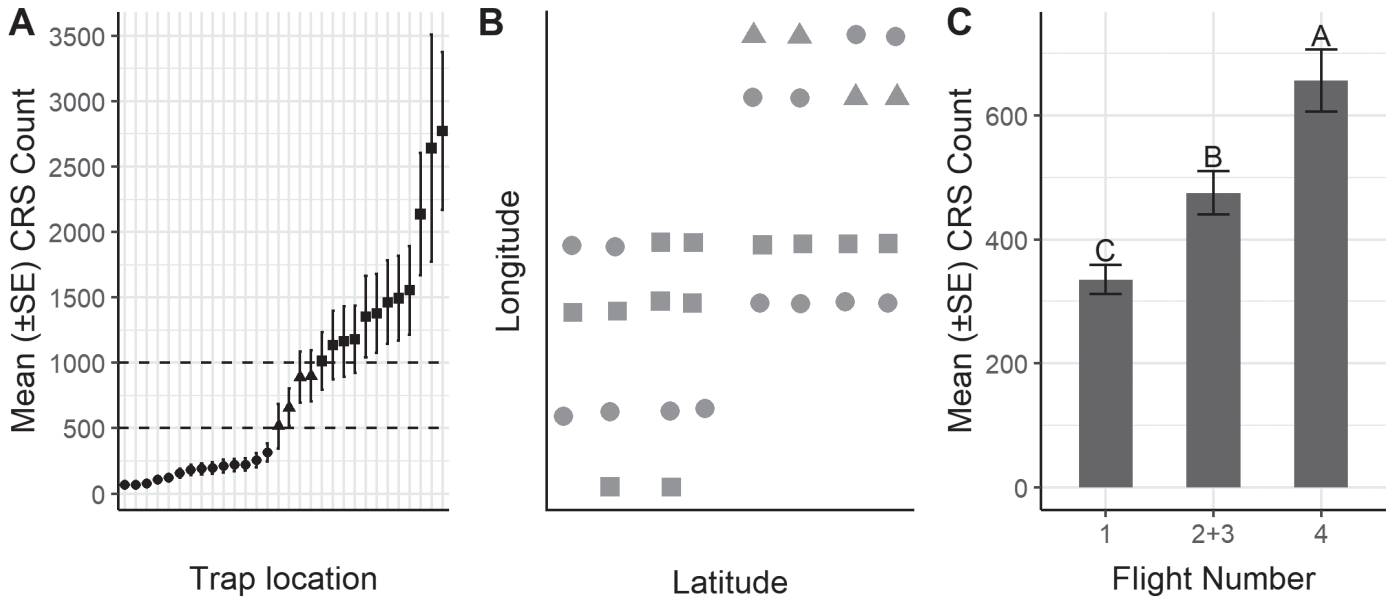 A
Mean (±SE) CRS Count
3500
3000
2500
2000
1500
1000
500
0
Trap location
B
Longitude
Latitude
C
Mean (±SE) CRS Count
600
400
200
0
C
B
A
1 2+3 4
Flight Number